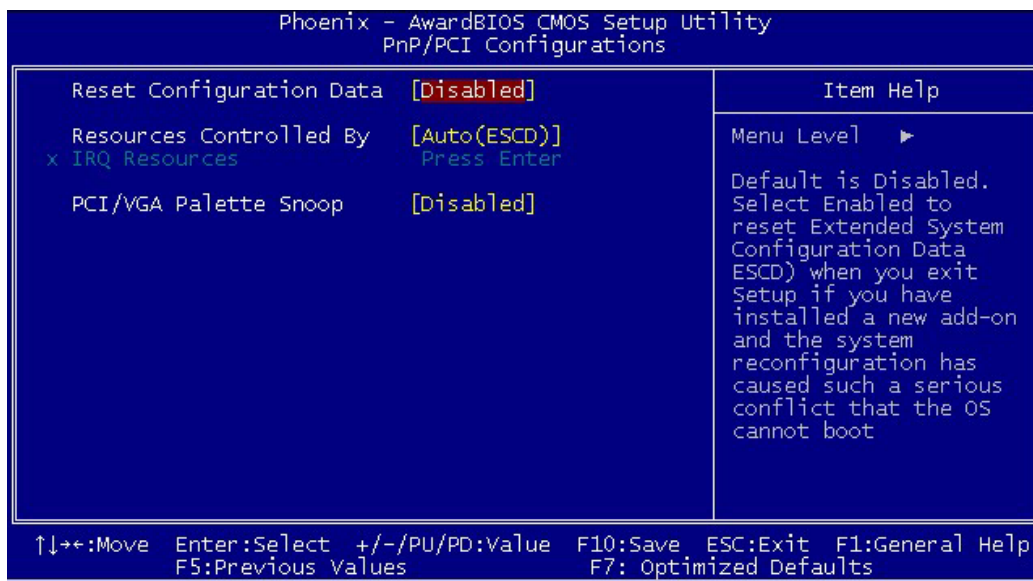 Phoenix - AwardBIOS CMOS Setup Utility
PnP/PCI Configurations
Reset Configuration Data [Disabled]
Resources Controlled By [Auto(ESCD)]
x IRQ Resources Press Enter
PCI/VGA Palette Snoop [Disabled]
Item Help
Menu Level ►
Default is Disabled.
Select Enabled to
reset Extended System
Configuration Data
ESCD) when you exit
Setup if you have
installed a new add-on
and the system
reconfiguration has
caused such a serious
conflict that the OS
cannot boot
↑↓→←:Move Enter:Select +/-/PU/PD:Value F10:Save ESC:Exit F1:General Help
F5:Previous Values F7: Optimized Defaults